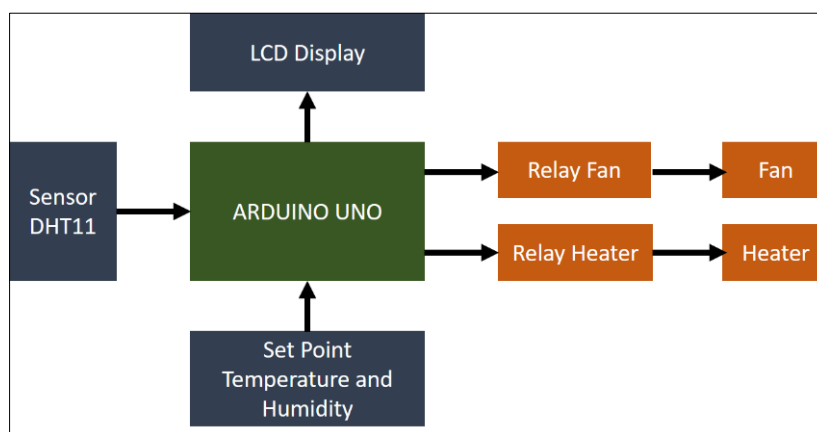 LCD Display
Sensor
DHT11
ARDUINO UNO
Relay Fan
Fan
Relay Heater
Heater
Set Point
Temperature and
Humidity